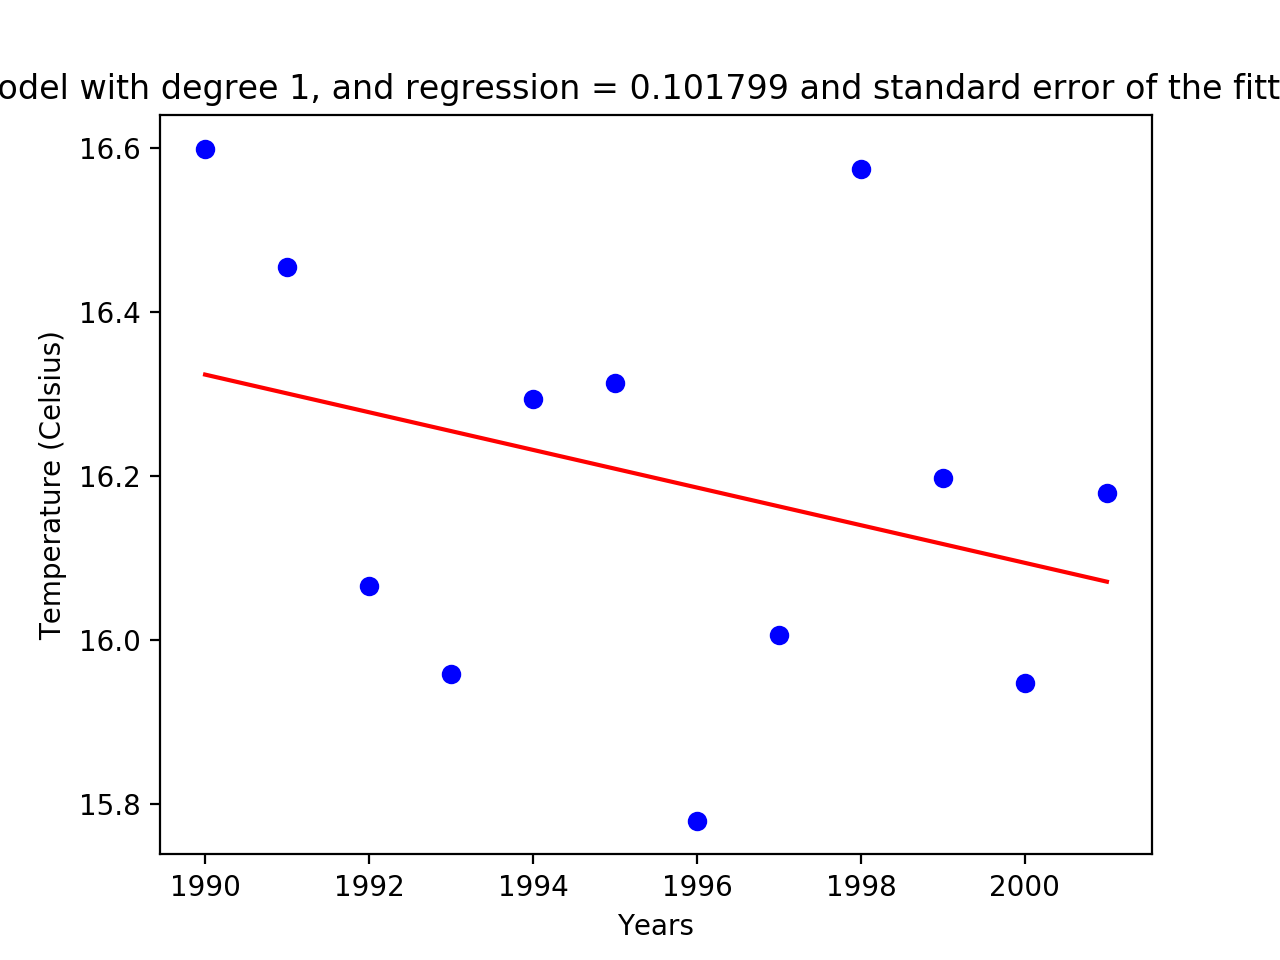 odel with degree 1, and regression = 0.101799 and standard error of the fitt
16.6
16.4
16.2
16.0
15.8
Temperature (Celsius)
1990 1992 1994 1996 1998 2000
Years